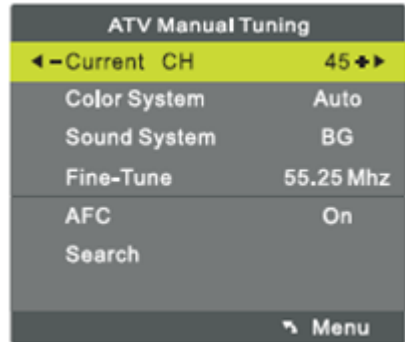 ATV Manual Tuning
Current CH 45
Color System Auto
Sound System BG
Fine-Tune 55.25 Mhz
AFC On
Search
Menu